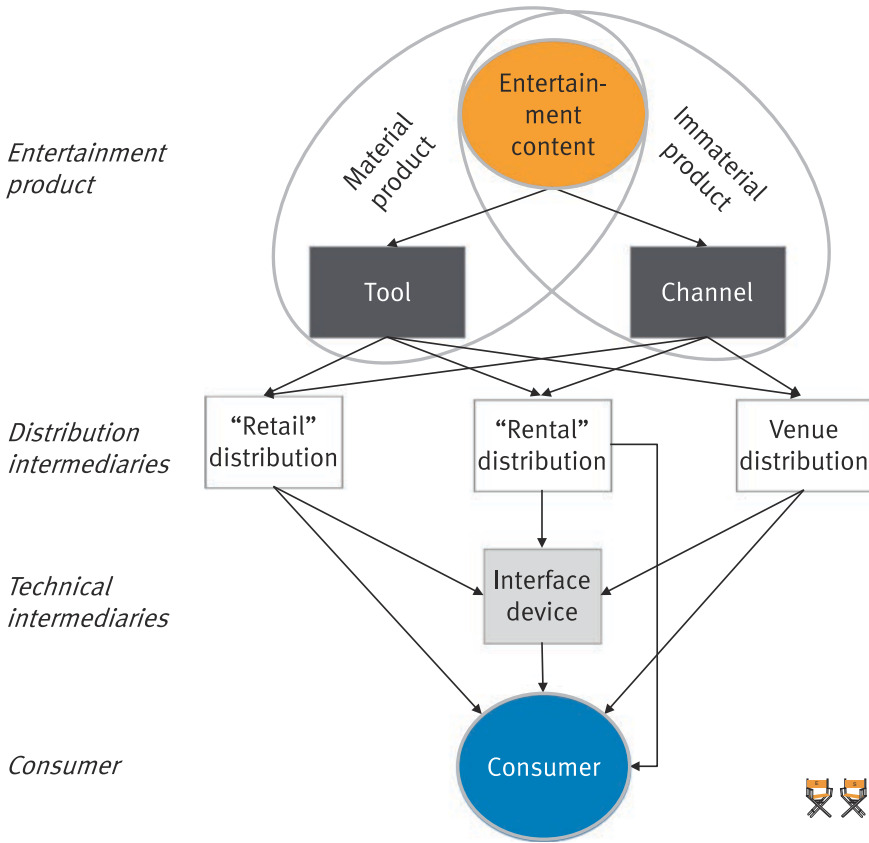 Entertain-
ment
content
Material
product
Immaterial
product
Entertainment
product
Tool
Channel
Distribution
intermediaries
“Retail”
distribution
“Rental”
distribution
Venue
distribution
Technical
intermediaries
Interface
device
Consumer
Consumer